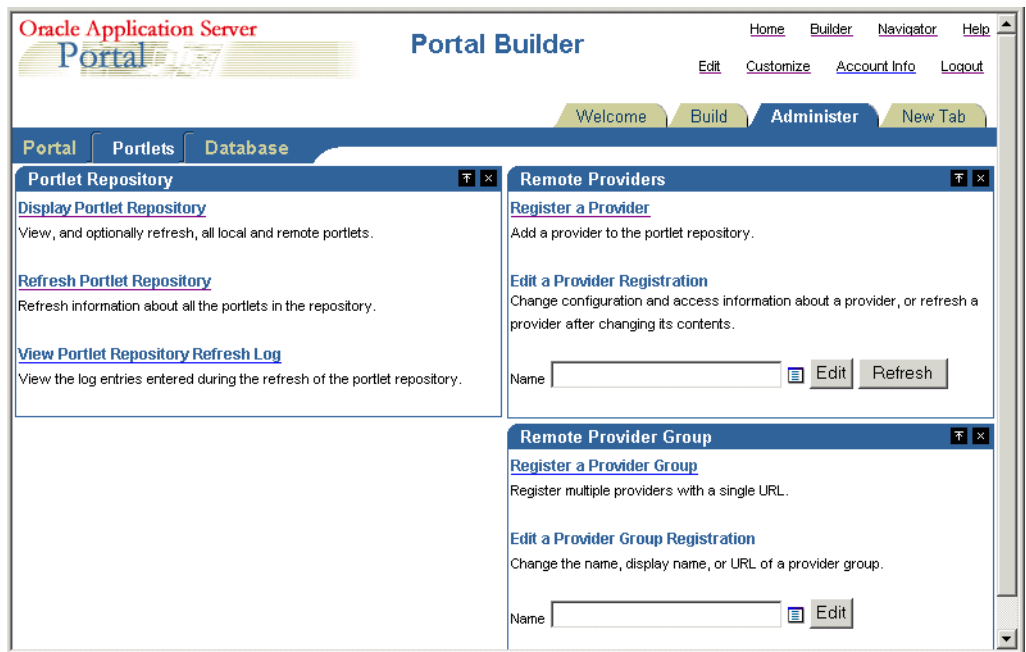 Oracle Application Server
Portal
Portal Builder
Home Builder Navigator Help
Edit Customize Account Info Logout
Welcome Build Administer New Tab
Portal Portlets Database
Portlet Repository
Display Portlet Repository
View, and optionally refresh, all local and remote portlets.
Refresh Portlet Repository
Refresh information about all the portlets in the repository.
View Portlet Repository Refresh Log
View the log entries entered during the refresh of the portlet repository.
Remote Providers
Register a Provider
Add a provider to the portlet repository.
Edit a Provider Registration
Change configuration and access information about a provider, or refresh a
provider after changing its contents.
Name Edit Refresh
Remote Provider Group
Register a Provider Group
Register multiple providers with a single URL.
Edit a Provider Group Registration
Change the name, display name, or URL of a provider group.
Name Edit